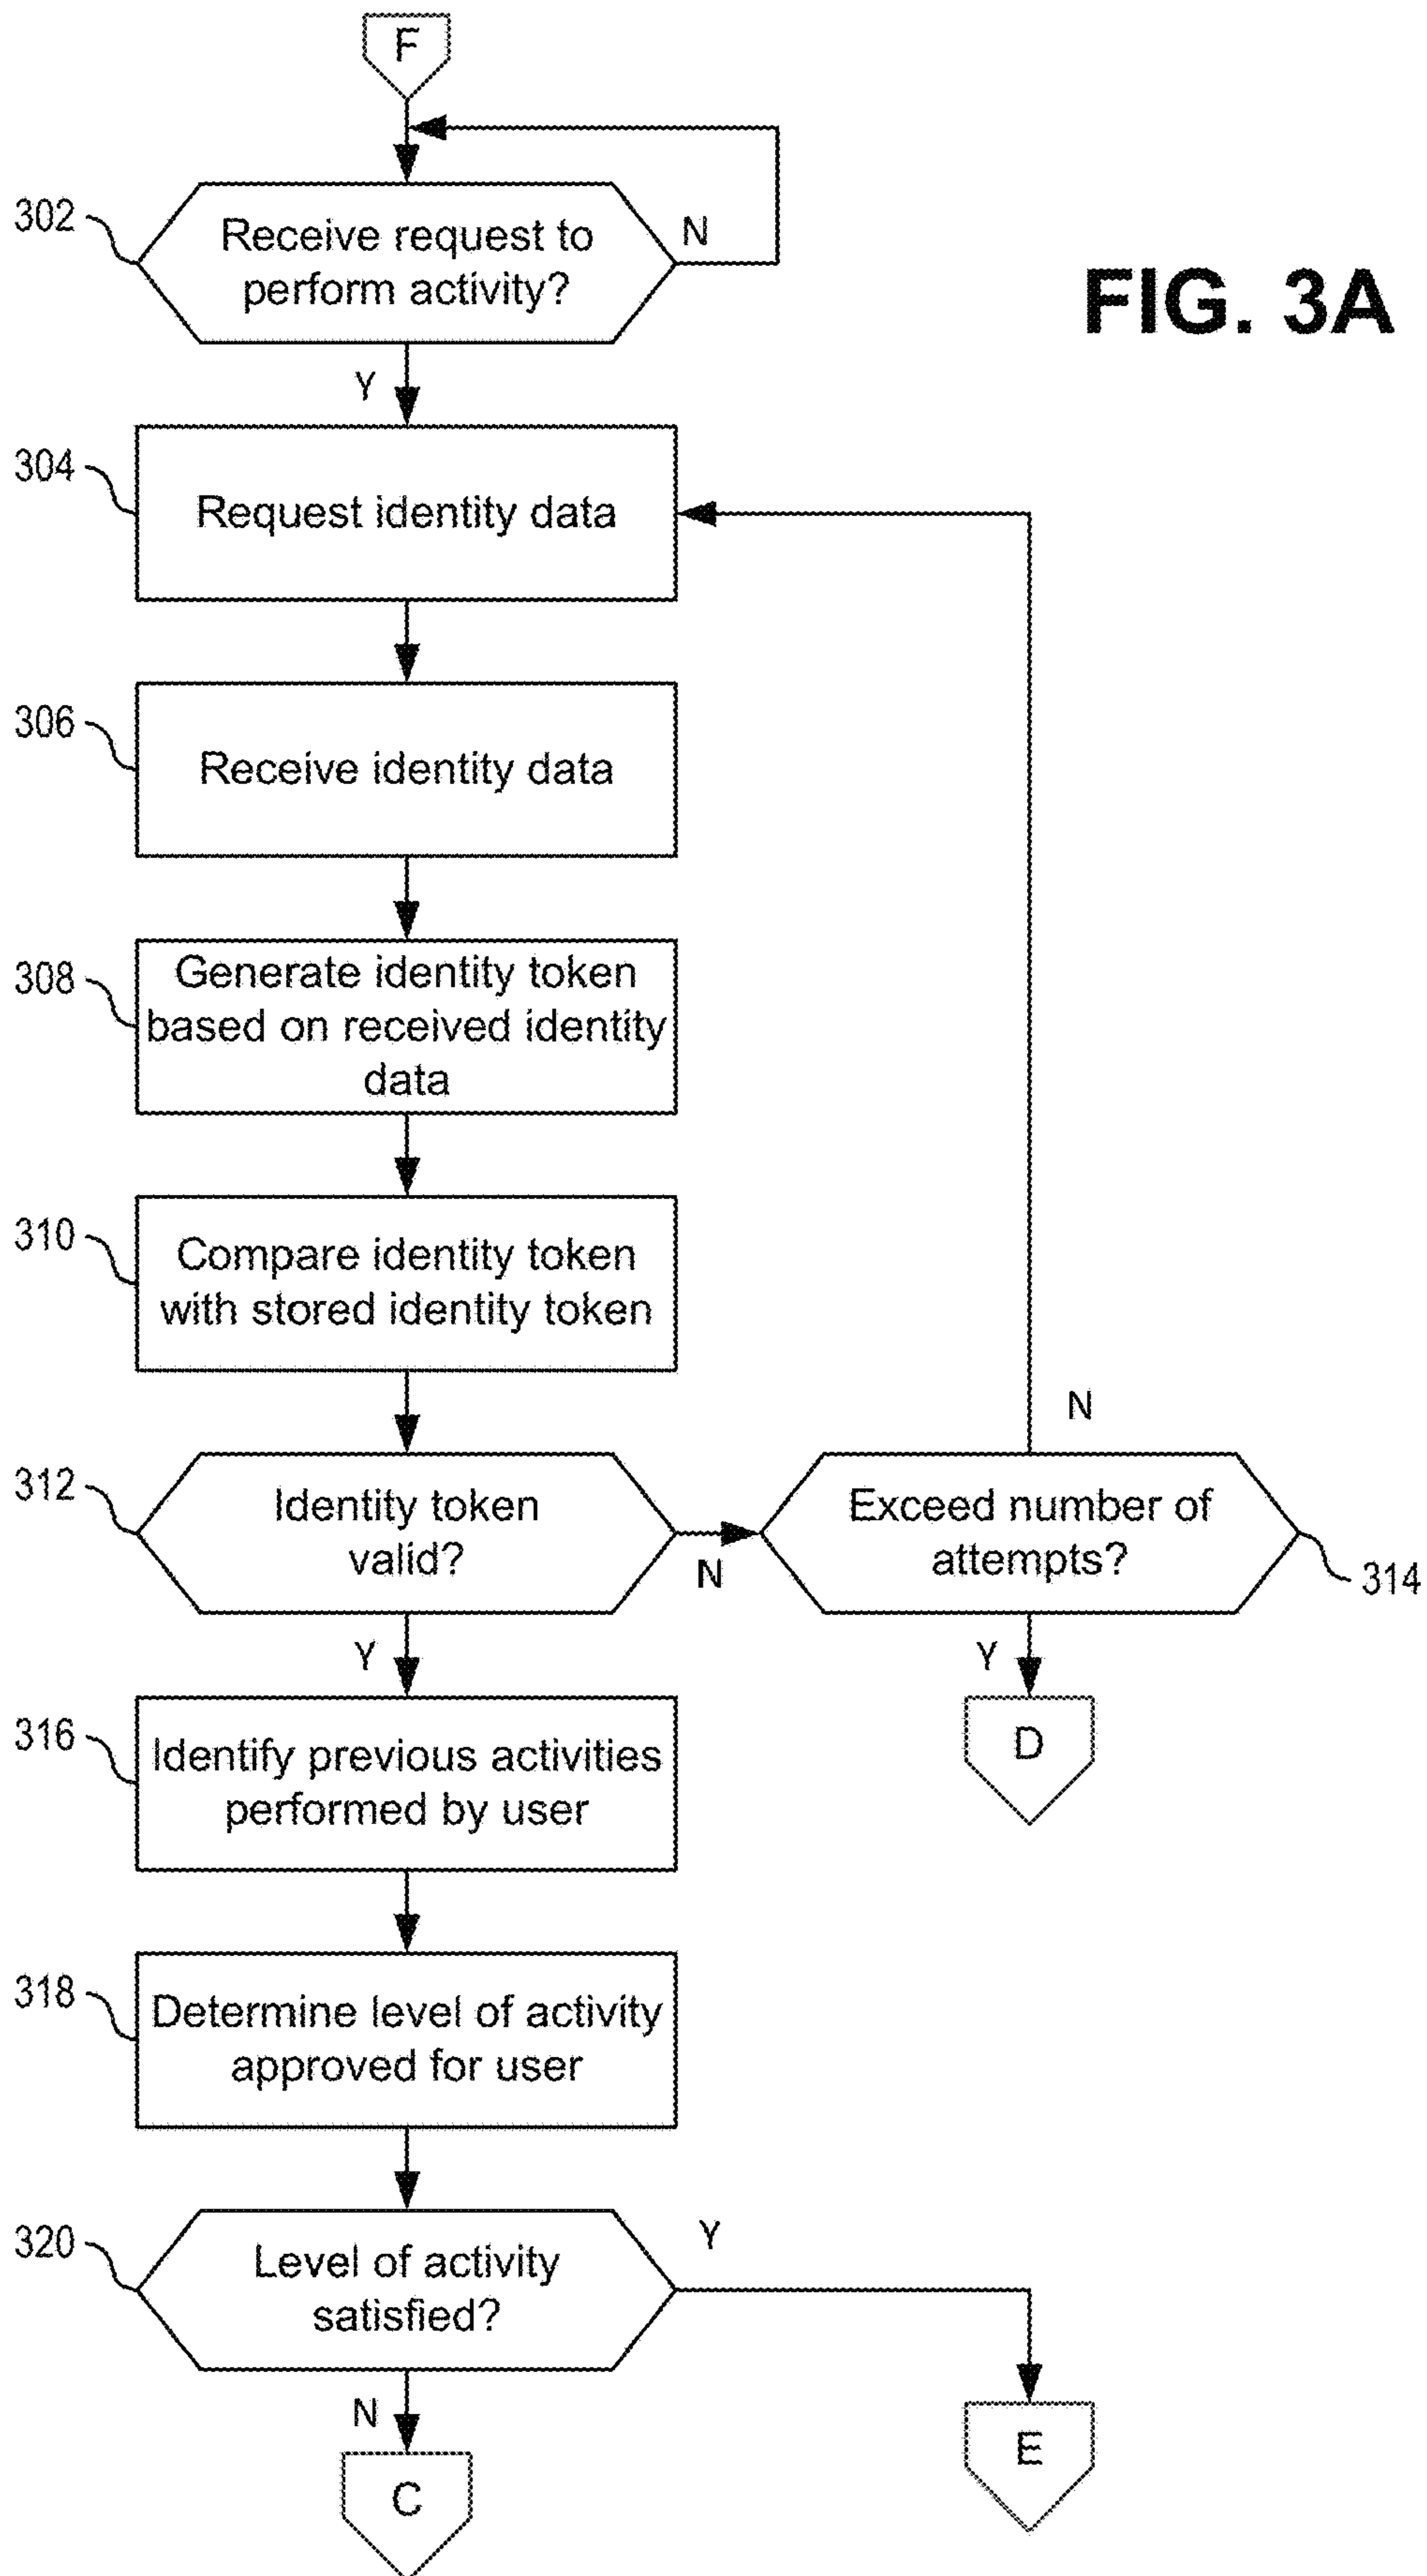 F
302
Receive request to
perform activity?
N
FIG. 3A
Y
304
Request identity data
306
Receive identity data
308
Generate identity token
based on received identity
data
310
Compare identity token
with stored identity token
N
312
Identity token
valid?
N
Exceed number of
attempts?
314
Y
Y
D
316
Identify previous activities
performed by user
318
Determine level of activity
approved for user
320
Level of activity
satisfied?
Y
N
C
E